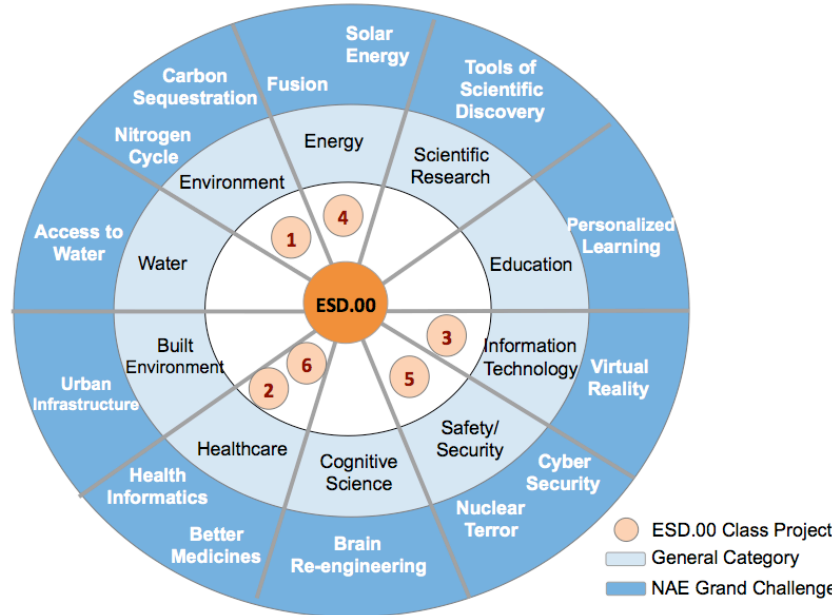 Solar
Energy
Fusion
Carbon
Sequestration
Nitrogen
Cycle
Tools of
Scientific
Discovery
Energy
Scientific
Research
Environment
Access to
Water
Water
Personalized
Learning
Education
1
4
ESD.00
3
5
6
2
Built
Environment
Urban
Infrastructure
Information
Technology
Virtual
Reality
Healthcare
Cognitive
Science
Safety/
Security
Health
Informatics
Better
Medicines
Brain
Re-engineering
Nuclear
Terror
Cyber
Security
ESD.00 Class Project
General Category
NAE Grand Challenge